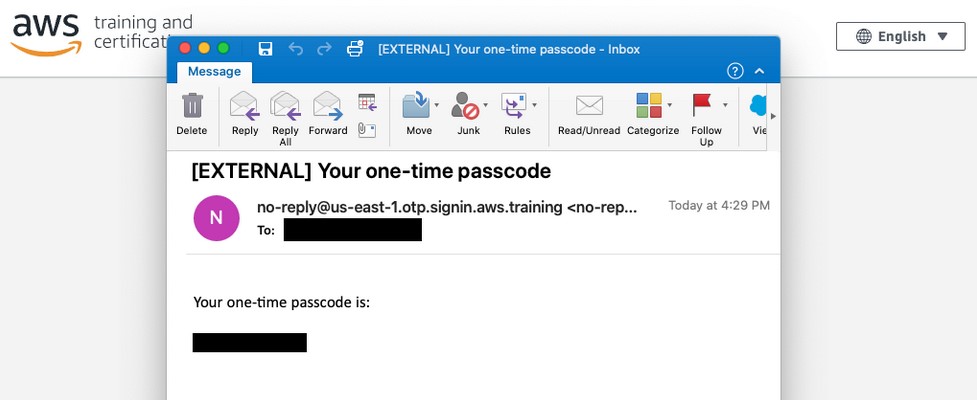 aws training and
certificat
English
[EXTERNAL] Your one-time passcode - Inbox
Message
Delete
Reply
Reply All
Forward
Move
Junk
Rules
Read/Unread
Categorize
Follow Up
Vie
[EXTERNAL] Your one-time passcode
N
no-reply@us-east-1.otp.signin.aws.training <no-rep...
Today at 4:29 PM
To:
Your one-time passcode is: